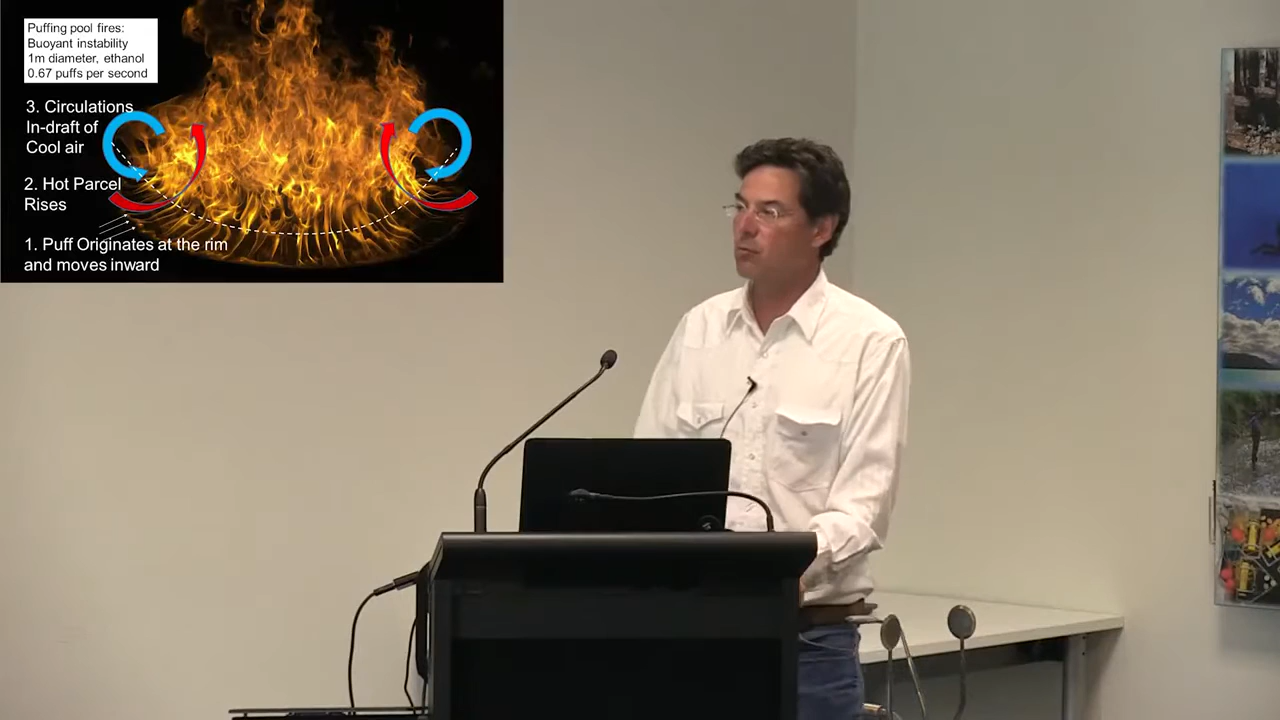 Puffing pool fires:
Buoyant instability
1m diameter, ethanol
0.67 puffs per second
3. Circulations
In-draft of
Cool air
2. Hot Parcel
Rises
1. Puff Originates at the rim
and moves inward